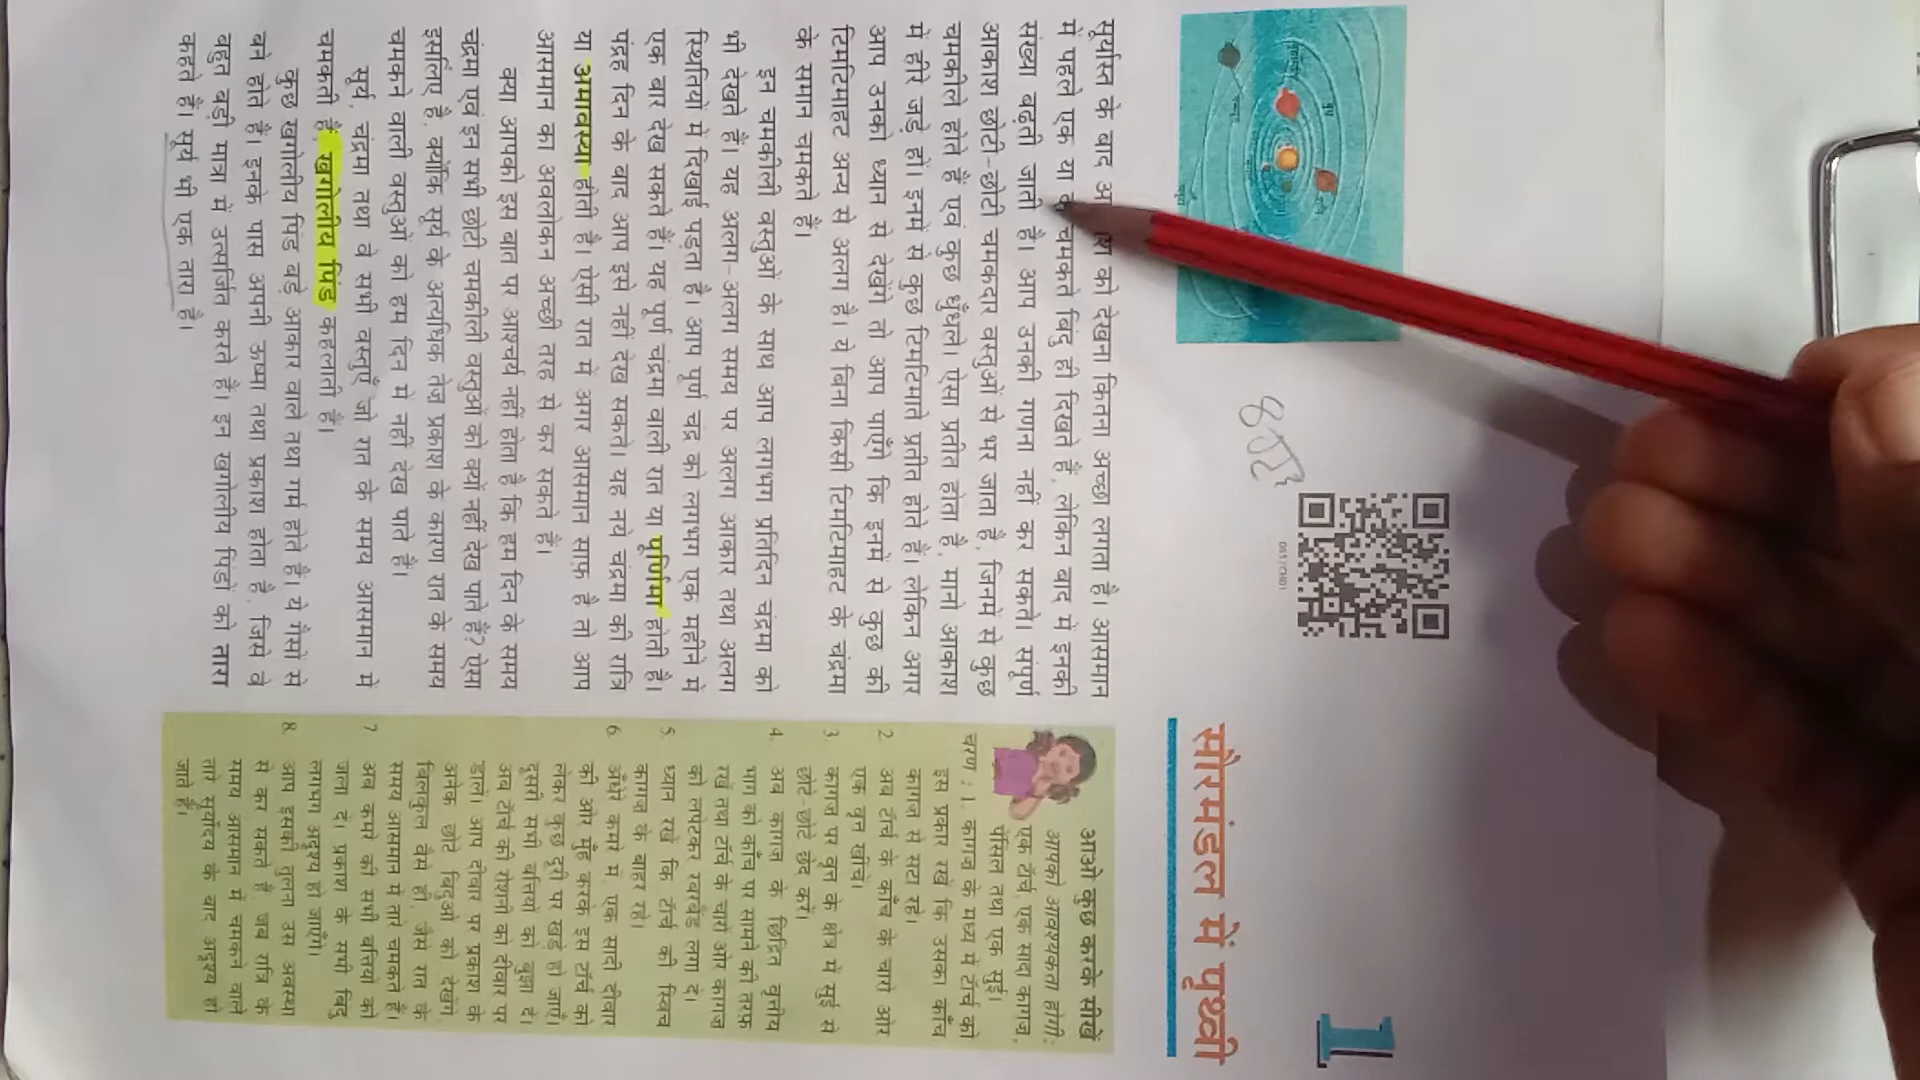 1
सौरमंडल में पृथ्वी
0657CH01
सूर्यास्त के बाद को देखना कितना अच्छा लगता है। आसमान
में पहले एक या चमकते बिंदु ही दिखते हैं, लेकिन बाद में इनकी
संख्या बढ़ती जाती है। आप उनकी गणना नहीं कर सकते। संपूर्ण
आकाश छोटी-छोटी चमकदार वस्तुओं से भर जाता है, जिनमें से कुछ
चमकीले होते हैं एवं कुछ धुँधले। ऐसा प्रतीत होता है, मानो आकाश
में हीरे जड़े हों। इनमें से कुछ टिमटिमाते प्रतीत होते हैं। लेकिन अगर
आप उनको ध्यान से देखेंगे तो आप पाएँगे कि इनमें से कुछ की
टिमटिमाहट अन्य से अलग है। ये बिना किसी टिमटिमाहट के चंद्रमा
के समान चमकते हैं।
इन चमकीली वस्तुओं के साथ आप लगभग प्रतिदिन चंद्रमा को
भी देखते हैं। यह अलग-अलग समय पर अलग आकार तथा अलग
स्थितियों में दिखाई पड़ता है। आप पूर्ण चंद्र को लगभग एक महीने में
एक बार देख सकते हैं। यह पूर्ण चंद्रमा वाली रात या पूर्णिमा होती है।
पंद्रह दिन के बाद आप इसे नहीं देख सकते। यह नये चंद्रमा की रात्रि
या अमावस्या होती है। ऐसी रात में अगर आसमान साफ़ है तो आप
आसमान का अवलोकन अच्छी तरह से कर सकते हैं।
क्या आपको इस बात पर आश्चर्य नहीं होता है कि हम दिन के समय
चंद्रमा एवं इन सभी छोटी चमकीली वस्तुओं को क्यों नहीं देख पाते हैं? ऐसा
इसलिए है, क्योंकि सूर्य के अत्यधिक तेज़ प्रकाश के कारण रात के समय
चमकने वाली वस्तुओं को हम दिन में नहीं देख पाते हैं।
सूर्य, चंद्रमा तथा वे सभी वस्तुएँ जो रात के समय आसमान में
चमकती हैं, खगोलीय पिंड कहलाती हैं।
कुछ खगोलीय पिंड बड़े आकार वाले तथा गर्म होते हैं। ये गैसों से
बने होते हैं। इनके पास अपनी ऊष्मा तथा प्रकाश होता है, जिसे वे
बहुत बड़ी मात्रा में उत्सर्जित करते हैं। इन खगोलीय पिंडों को तारा
कहते हैं। सूर्य भी एक तारा है।
आओ कुछ करके सीखें
आपको आवश्यकता होगी:
एक टॉर्च, एक सादा कागज़,
पेंसिल तथा एक सुई।
चरण : 1. कागज़ के मध्य में टॉर्च को
इस प्रकार रखें कि उसका काँच
कागज़ से सटा रहे।
2. अब टॉर्च के काँच के चारों ओर
एक वृत्त खींचें।
3. कागज़ पर वृत्त के क्षेत्र में सुई से
छोटे-छोटे छेद करें।
4. अब कागज़ के छिद्रित वृत्तीय
भाग को काँच पर सामने की तरफ़
रखें तथा टॉर्च के चारों ओर कागज़
को लपेटकर रबरबैंड लगा दें।
5. ध्यान रखें कि टॉर्च का स्विच
कागज़ के बाहर रहे।
6. अँधेरे कमरे में, एक सादी दीवार
की ओर मुँह करके इस टॉर्च को
लेकर कुछ दूरी पर खड़े हो जाएँ।
दूसरी सभी बत्तियों को बुझा दें।
अब टॉर्च की रोशनी को दीवार पर
डालें। आप दीवार पर प्रकाश के
अनेक छोटे बिंदुओं को देखेंगे,
बिलकुल वैसे ही, जैसे रात के
समय आसमान में तारे चमकते हैं।
7. अब कमरे की सभी बत्तियों को
जला दें। प्रकाश के सभी बिंदु
लगभग अदृश्य हो जाएँगे।
8. आप इसकी तुलना उस अवस्था
से कर सकते हैं, जब रात्रि के
समय आसमान में चमकने वाले
तारे सूर्योदय के बाद अदृश्य हो
जाते हैं।